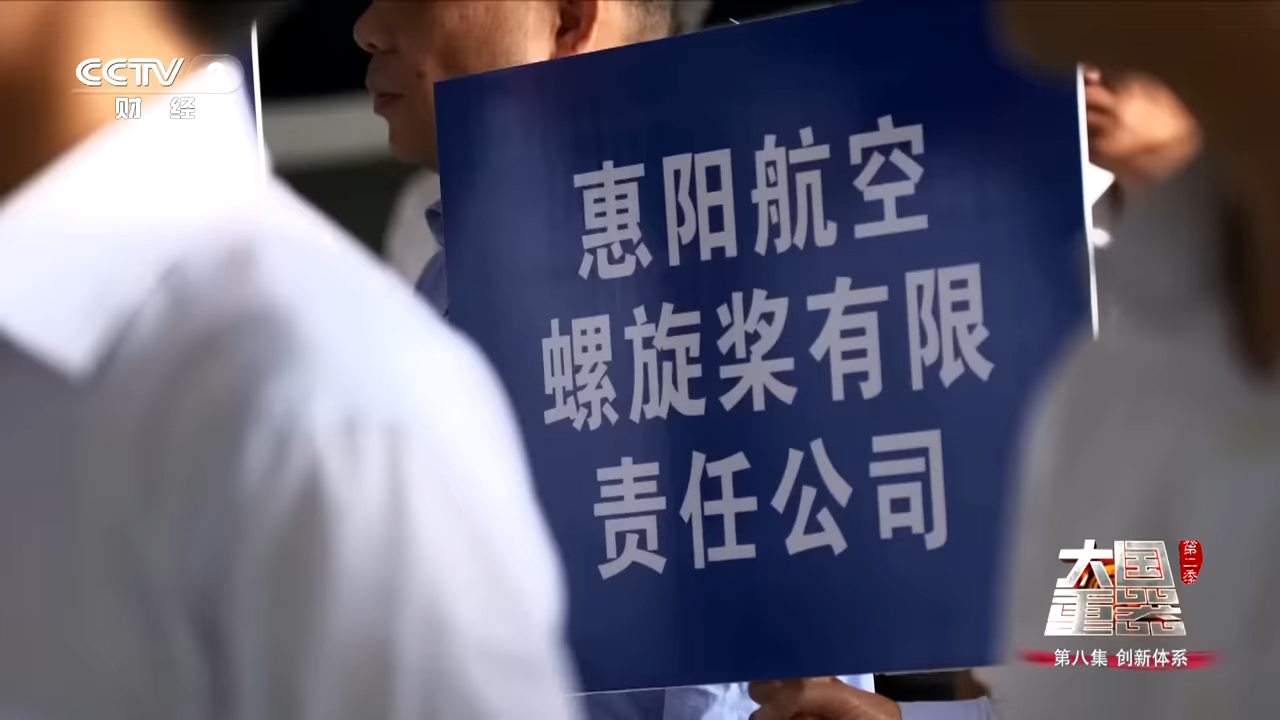 CCTV 2
财 经
惠阳航空
螺旋桨有限
责任公司
大国
重器
第二季
第八集 创新体系